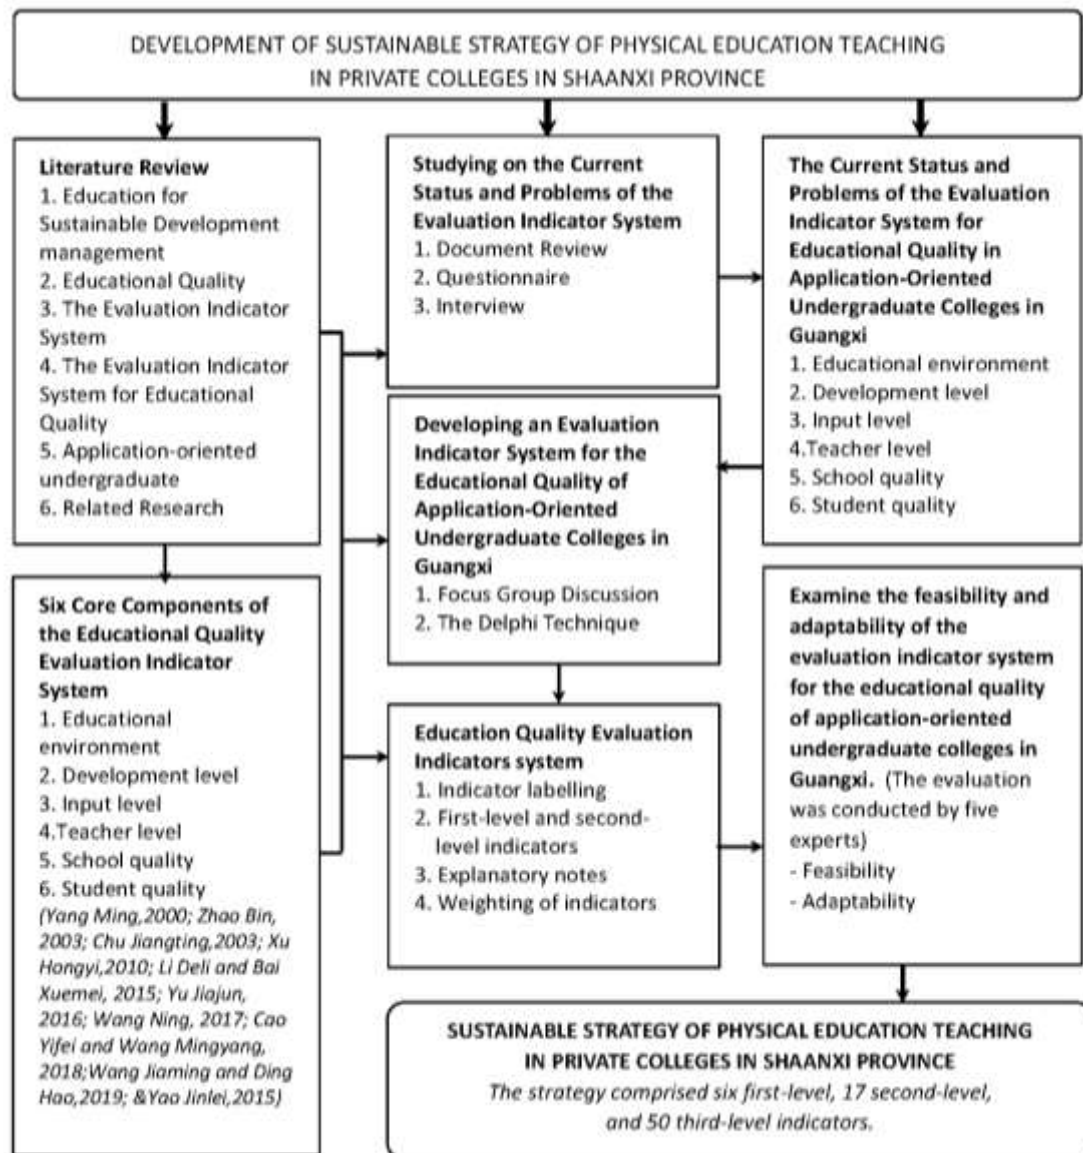 DEVELOPMENT OF SUSTAINABLE STRATEGY OF PHYSICAL EDUCATION TEACHING
IN PRIVATE COLLEGES IN SHAANXI PROVINCE
Literature Review
1. Education for
Sustainable Development
management
2. Educational Quality
3. The Evaluation Indicator
System
4. The Evaluation Indicator
System for Educational
Quality
5. Application-oriented
undergraduate
6. Related Research
Six Core Components of
the Educational Quality
Evaluation Indicator
System
1. Educational
environment
2. Development level
3. Input level
4.Teacher level
5. School quality
6. Student quality
(Yang Ming,2000; Zhao Bin,
2003; Chu Jiangting,2003; Xu
Hongyi,2010; Li Deli and Bai
Xuemei, 2015; Yu Jiajun,
2016; Wang Ning, 2017; Cao
Yifei and Wang Mingyang,
2018;Wang Jiaming and Ding
Hao,2019; &Yao Jinlei,2015)
Studying on the Current
Status and Problems of the
Evaluation Indicator System
1. Document Review
2. Questionnaire
3. Interview
Developing an Evaluation
Indicator System for the
Educational Quality of
Application-Oriented
Undergraduate Colleges in
Guangxi
1. Focus Group Discussion
2. The Delphi Technique
Education Quality Evaluation
Indicators system
1. Indicator labelling
2. First-level and second-
level indicators
3. Explanatory notes
4. Weighting of indicators
The Current Status and
Problems of the Evaluation
Indicator System for
Educational Quality in
Application-Oriented
Undergraduate Colleges in
Guangxi
1. Educational environment
2. Development level
3. Input level
4.Teacher level
5. School quality
6. Student quality
Examine the feasibility and
adaptability of the
evaluation indicator system
for the educational quality
of application-oriented
undergraduate colleges in
Guangxi. (The evaluation
was conducted by five
experts)
- Feasibility
- Adaptability
SUSTAINABLE STRATEGY OF PHYSICAL EDUCATION TEACHING
IN PRIVATE COLLEGES IN SHAANXI PROVINCE
The strategy comprised six first-level, 17 second-level,
and 50 third-level indicators.